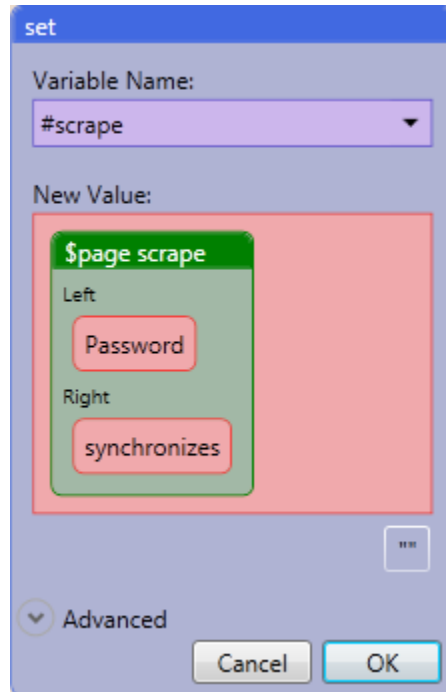 set
Variable Name:
#scrape
New Value:
$page scrape
Left
Password
Right
synchronizes
""
Advanced
Cancel OK